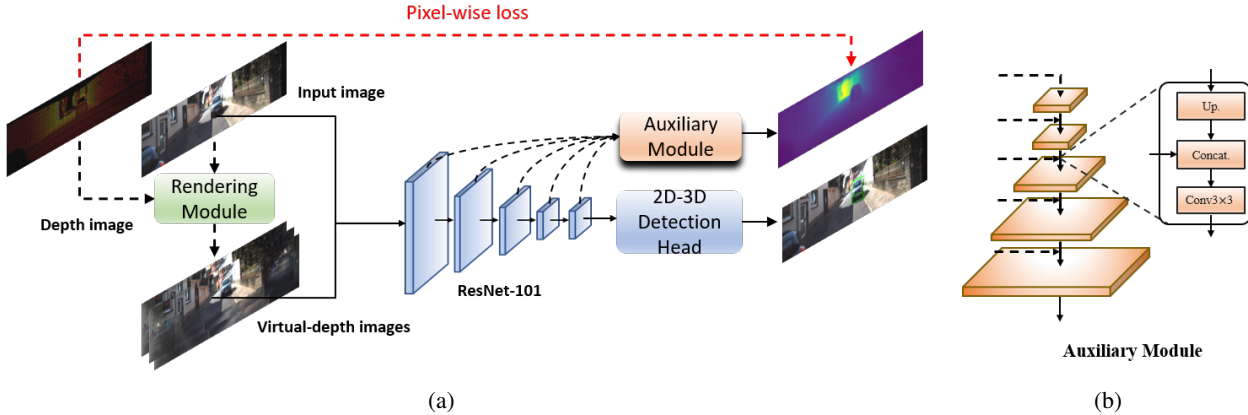 Pixel-wise loss
Input image
Auxiliary
Module
Rendering
Module
Depth image
2D-3D
Detection
Head
ResNet-101
Virtual-depth images
(a)
Up.
Concat.
Conv3×3
Auxiliary Module
(b)